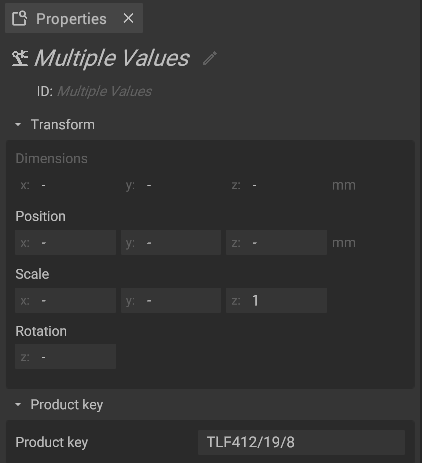 Properties
Multiple Values
ID: Multiple Values
Transform
Dimensions
x: - y: - z: - mm
Position
x: - y: - z: - mm
Scale
x: - y: - z: 1
Rotation
z: -
Product key
Product key TLF412/19/8